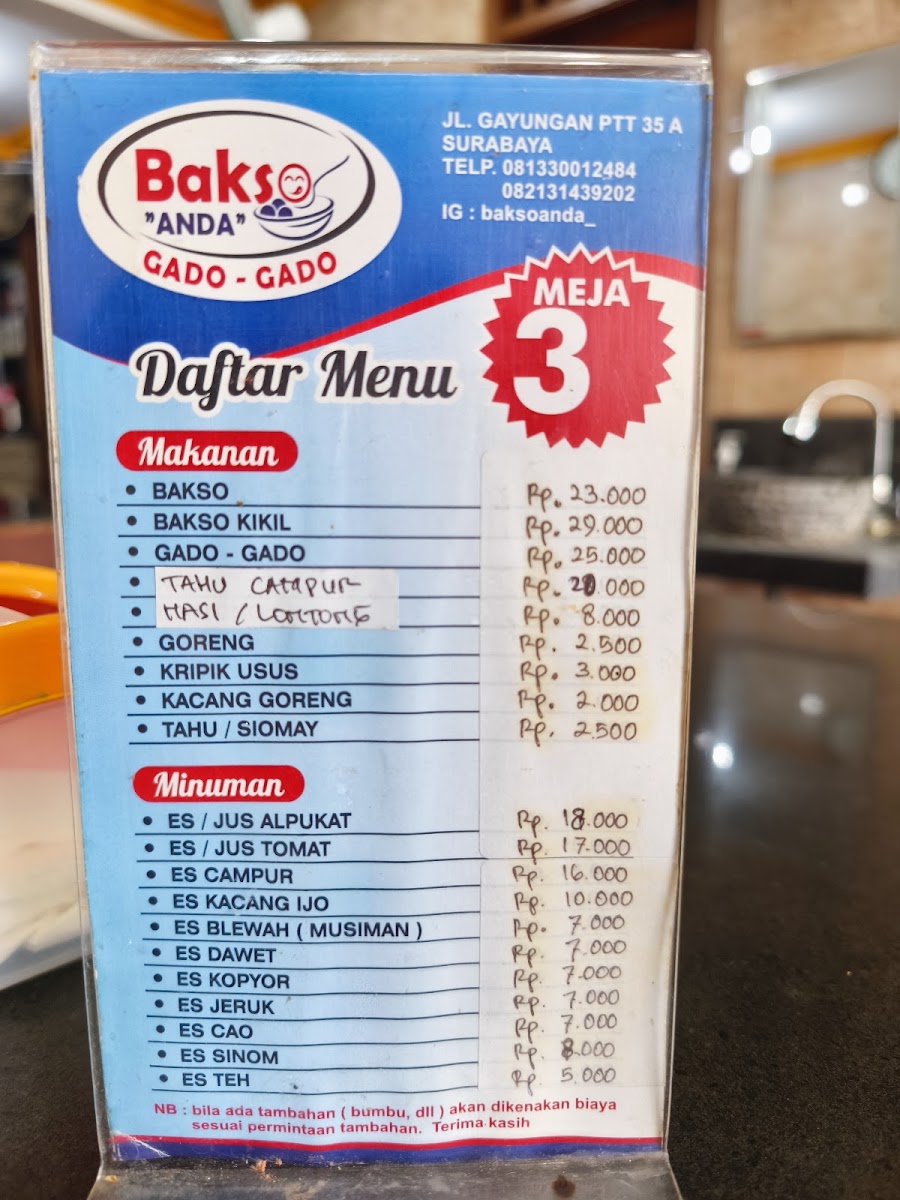 Bakso
"ANDA"
GADO - GADO
JL. GAYUNGAN PTT 35 A
SURABAYA
TELP. 081330012484
082131439202
IG : baksoanda_
MEJA
3
Daftar Menu
Makanan
• BAKSO Rp. 23.000
• BAKSO KIKIL Rp. 29.000
• GADO - GADO Rp. 25.000
• TAHU CAMPUR Rp. 28.000
• NASI / LONTONG Rp. 8.000
• GORENG Rp. 2.500
• KRIPIK USUS Rp. 3.000
• KACANG GORENG Rp. 2.000
• TAHU / SIOMAY Rp. 2.500
Minuman
• ES / JUS ALPUKAT Rp. 18.000
• ES / JUS TOMAT Rp. 17.000
• ES CAMPUR Rp. 16.000
• ES KACANG IJO Rp. 10.000
• ES BLEWAH ( MUSIMAN ) Rp. 7.000
• ES DAWET Rp. 7.000
• ES KOPYOR Rp. 7.000
• ES JERUK Rp. 7.000
• ES CAO Rp. 7.000
• ES SINOM Rp. 8.000
• ES TEH Rp. 5.000
NB : bila ada tambahan ( bumbu, dll ) akan dikenakan biaya
sesuai permintaan tambahan. Terima kasih